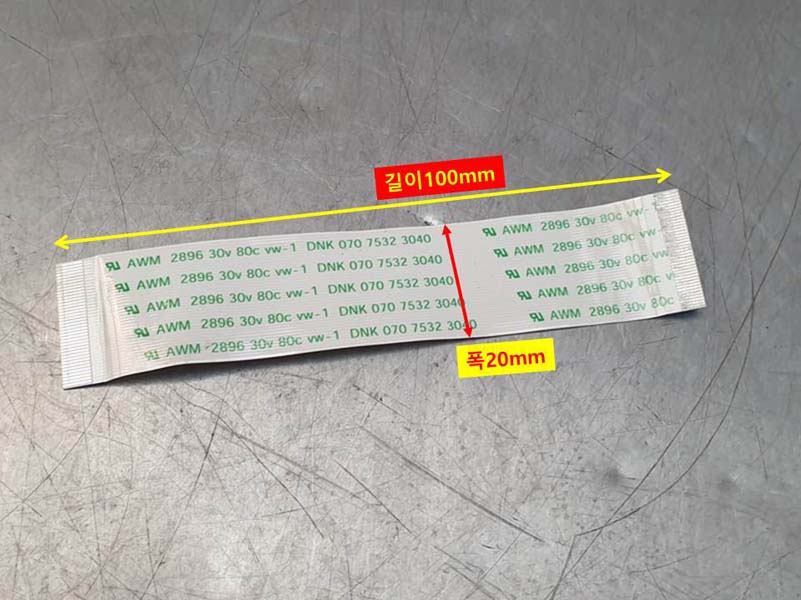 길이100mm
AWM 2896 30v 80c vw-1 DNK 070 7532 3040 AWM 2896 30v 80c vw-1
AWM 2896 30v 80c vw-1 DNK 070 7532 3040 AWM 2896 30v 80c vw-
AWM 2896 30v 80c vw-1 DNK 070 7532 3040 AWM 2896 30v 80c vw-
AWM 2896 30v 80c vw-1 DNK 070 7532 3040 AWM 2896 30v 80c
AWM 2896 30v 80c vw-1 DNK 070 7532 3040 AWM 2896 30v 80c
폭20mm